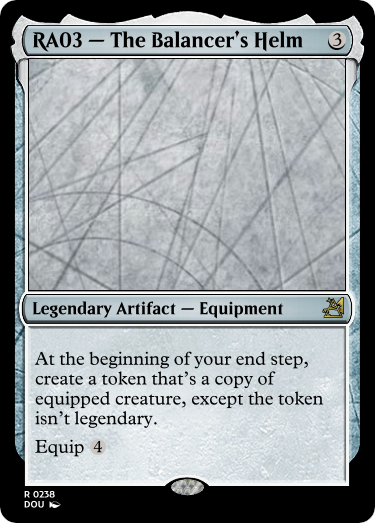 RA03 — The Balancer's Helm 3
Legendary Artifact — Equipment
At the beginning of your end step,
create a token that's a copy of
equipped creature, except the token
isn't legendary.
Equip 4
R 0238
DOU